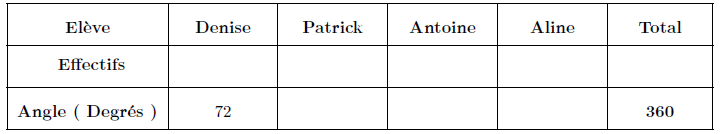 Elève Denise Patrick Antoine Aline Total
Effectifs
Angle ( Degrés ) 72 360